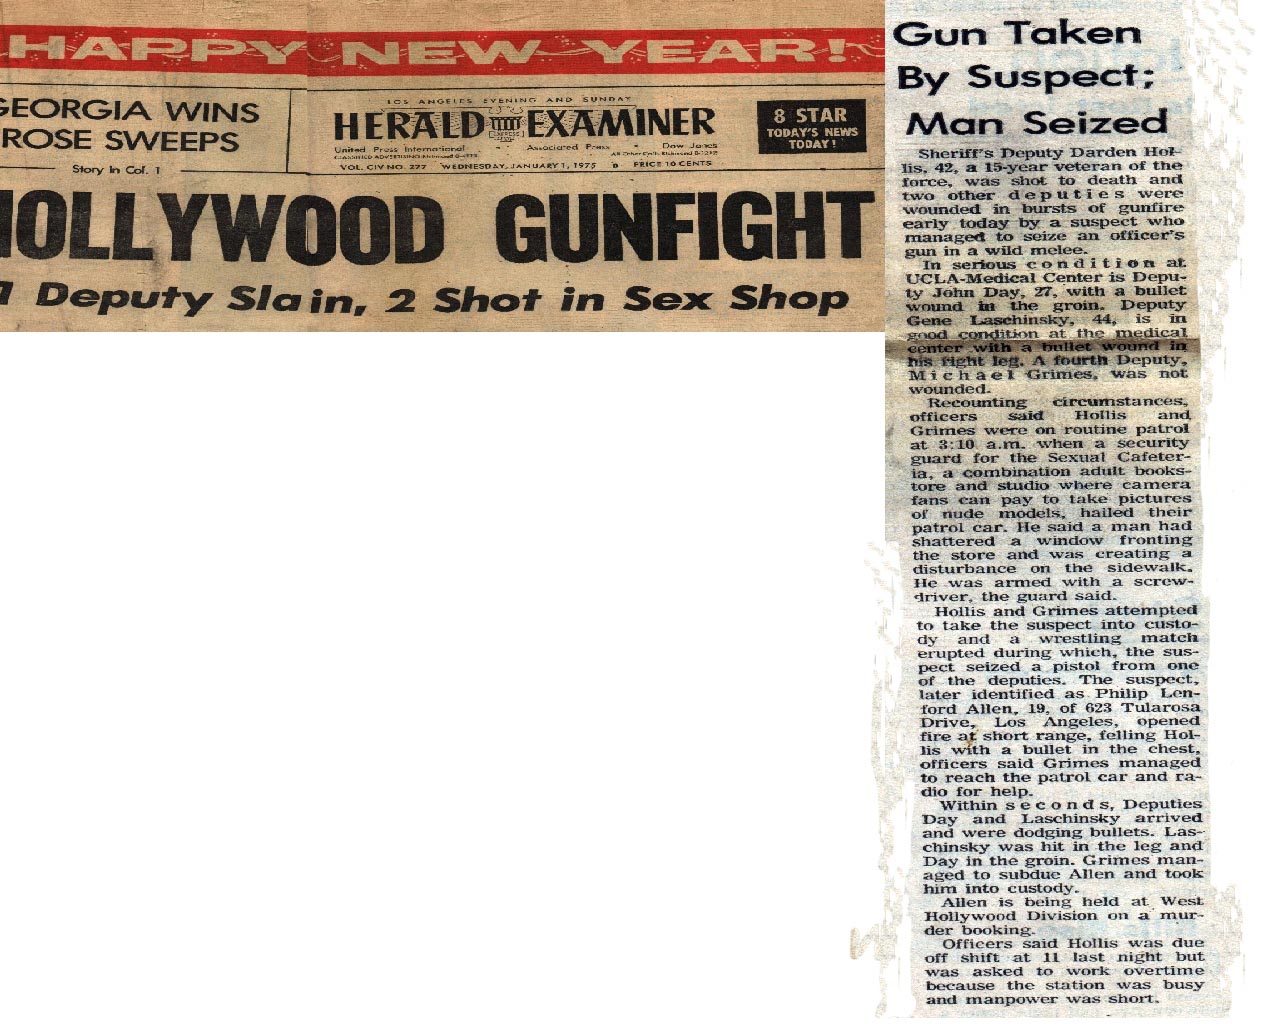 HAPPY NEW YEAR!
GEORGIA WINS
ROSE SWEEPS
Story In Col. 1
LOS ANGELES EVENING AND SUNDAY
HERALD EXAMINER
United Press International Associated Press Dow Jones
VOL. CIV NO. 277 WEDNESDAY, JANUARY 1, 1975 PRICE 10 CENTS
8 STAR
TODAY'S NEWS
TODAY!
HOLLYWOOD GUNFIGHT
1 Deputy Slain, 2 Shot in Sex Shop
Gun Taken
By Suspect;
Man Seized
Sheriff's Deputy Darden Hol-
lis, 42, a 15-year veteran of the
force, was shot to death and
two other deputies were
wounded in bursts of gunfire
early today by a suspect who
managed to seize an officer's
gun in a wild melee.
In serious condition at
UCLA-Medical Center is Depu-
ty John Day, 27, with a bullet
wound in the groin. Deputy
Gene Laschinsky, 44, is in
good condition at the medical
center with a bullet wound in
his right leg. A fourth Deputy,
Michael Grimes, was not
wounded.
Recounting circumstances,
officers said Hollis and
Grimes were on routine patrol
at 3:10 a.m. when a security
guard for the Sexual Cafeter-
ia, a combination adult books-
tore and studio where camera
fans can pay to take pictures
of nude models, hailed their
patrol car. He said a man had
shattered a window fronting
the store and was creating a
disturbance on the sidewalk.
He was armed with a screw-
driver, the guard said.
Hollis and Grimes attempted
to take the suspect into custo-
dy and a wrestling match
erupted during which, the sus-
pect seized a pistol from one
of the deputies. The suspect,
later identified as Philip Len-
ford Allen, 19, of 623 Tularosa
Drive, Los Angeles, opened
fire at short range, felling Hol-
lis with a bullet in the chest,
officers said Grimes managed
to reach the patrol car and ra-
dio for help.
Within seconds, Deputies
Day and Laschinsky arrived
and were dodging bullets. Las-
chinsky was hit in the leg and
Day in the groin. Grimes man-
aged to subdue Allen and took
him into custody.
Allen is being held at West
Hollywood Division on a mur-
der booking.
Officers said Hollis was due
off shift at 11 last night but
was asked to work overtime
because the station was busy
and manpower was short.